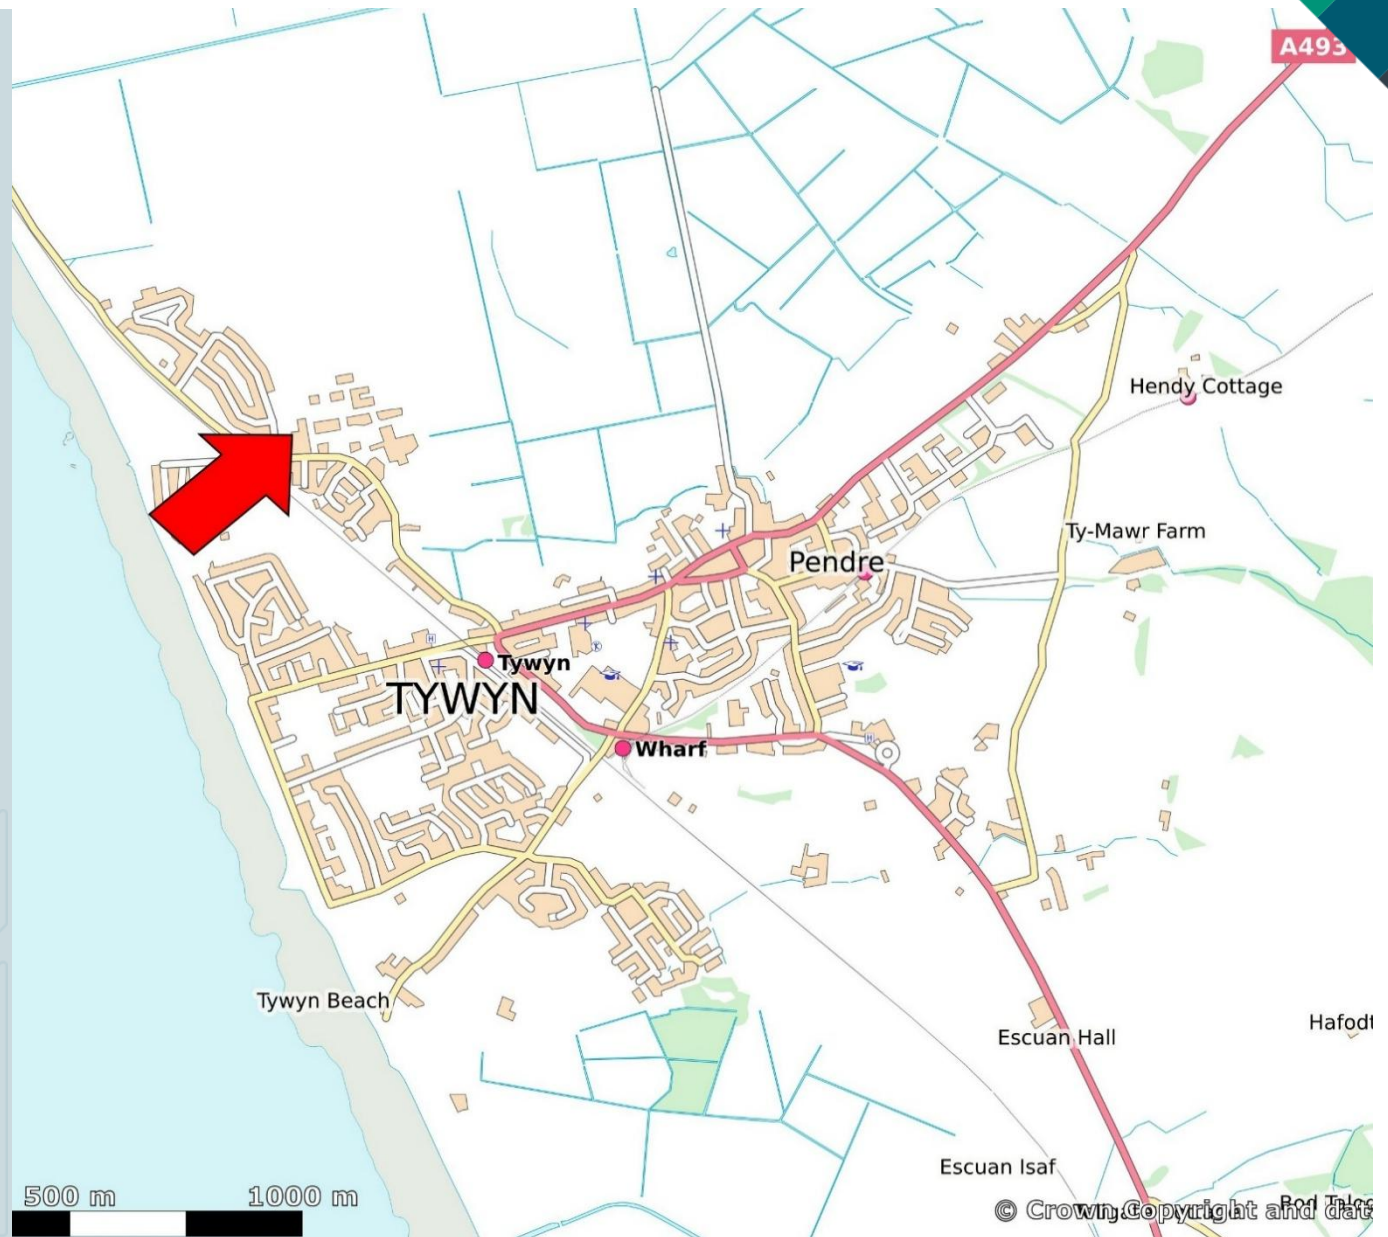 A493
Hendy Cottage
Ty-Mawr Farm
Pendre
Tywyn
TYWYN
Wharf
Tywyn Beach
Hafodt
Escuan Hall
Escuan Isaf
500 m 1000 m
© Crown Copyright and data